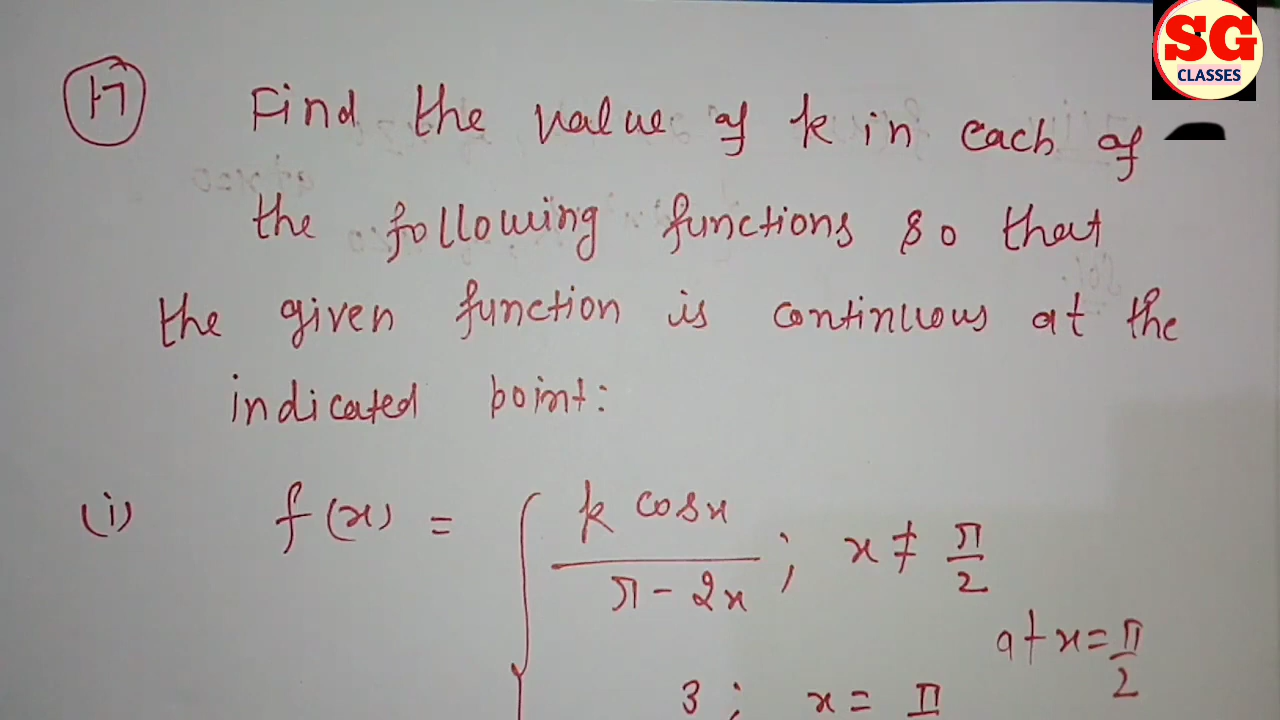 SG
CLASSES
17 Find the value of k in each of
the following functions so that
the given function is continuous at the
indicated point:
(i) f(x) = { k cosx / π - 2x ; x ≠ π/2
at x = π/2
3 ; x = π